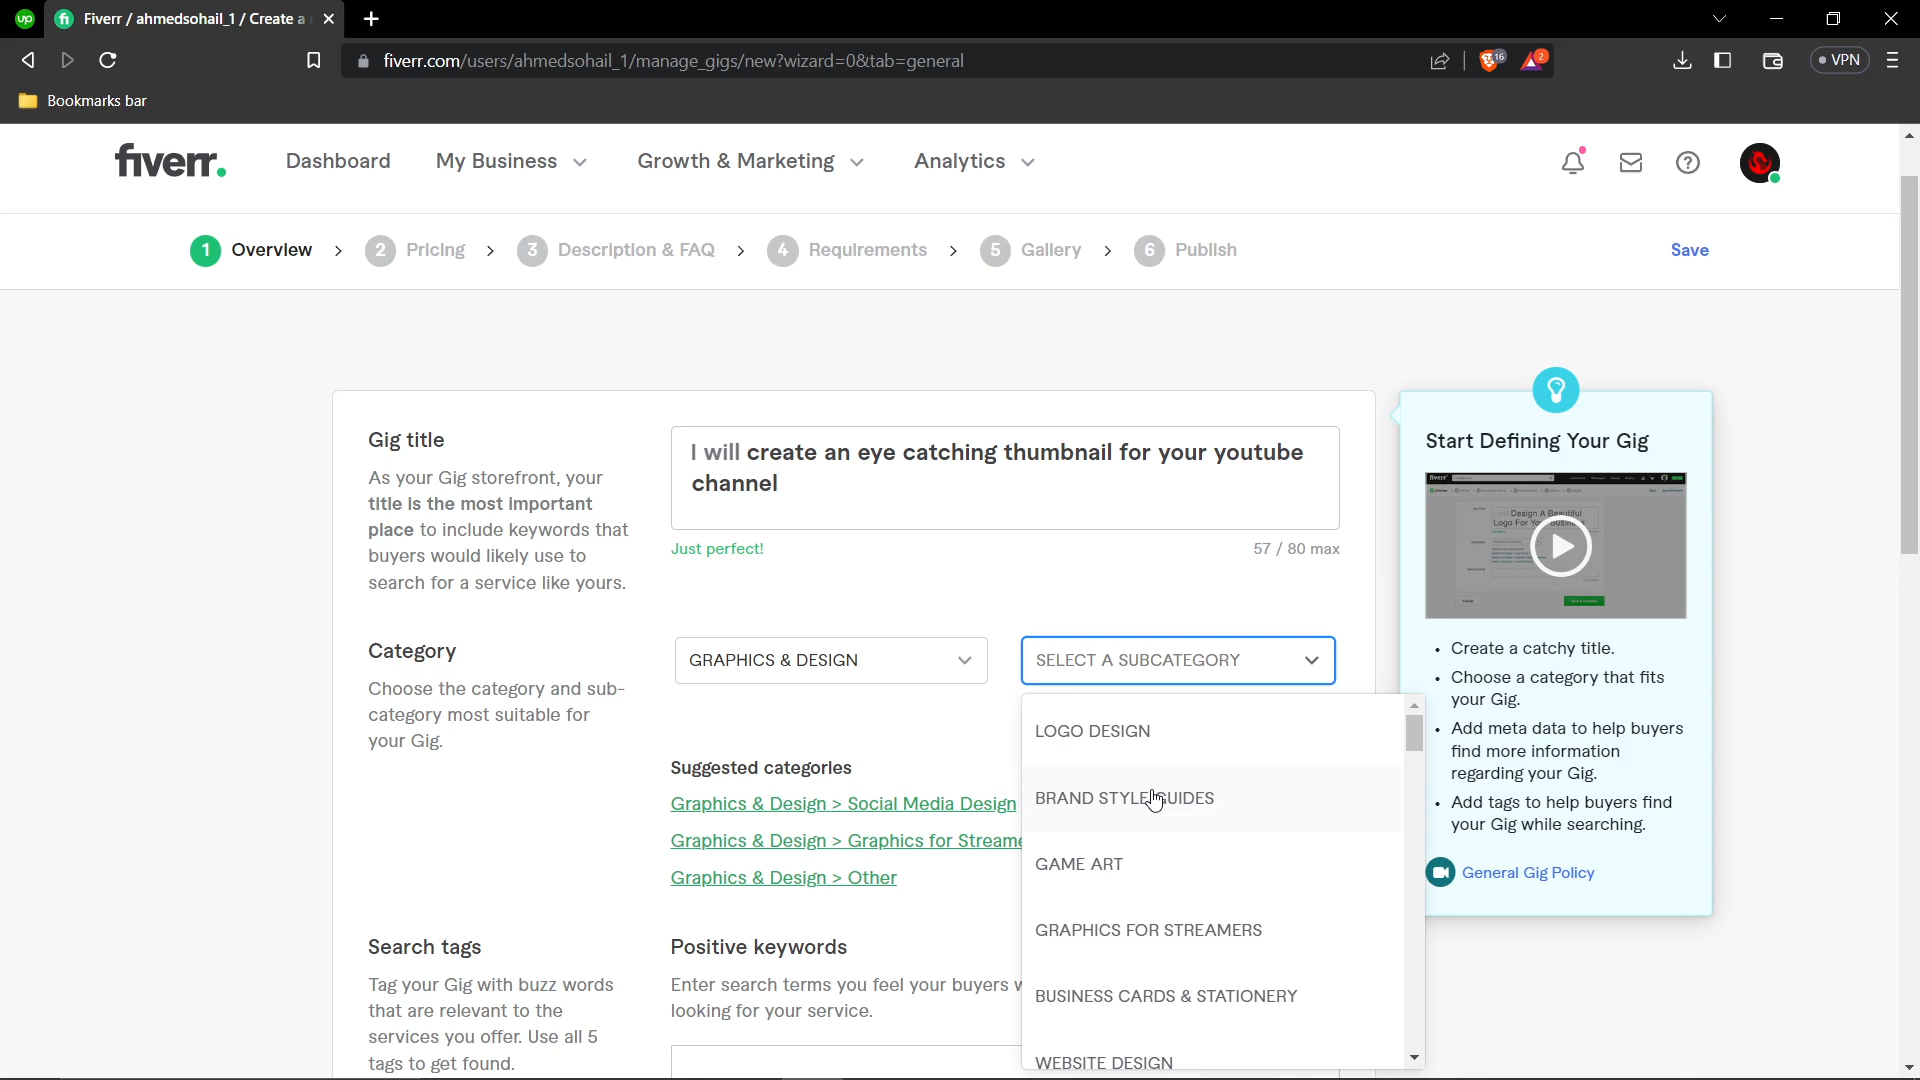 Fiverr / ahmedsohail_1 / Create a
fiverr.com/users/ahmedsohail_1/manage_gigs/new?wizard=0&tab=general
16
2
VPN
Bookmarks bar
fiverr.
Dashboard
My Business
Growth & Marketing
Analytics
1 Overview
2 Pricing
3 Description & FAQ
4 Requirements
5 Gallery
6 Publish
Save
Gig title
As your Gig storefront, your
title is the most important
place to include keywords that
buyers would likely use to
search for a service like yours.
I will create an eye catching thumbnail for your youtube
channel
Just perfect!
57 / 80 max
Category
Choose the category and sub-
category most suitable for
your Gig.
GRAPHICS & DESIGN
SELECT A SUBCATEGORY
LOGO DESIGN
BRAND STYLE GUIDES
GAME ART
GRAPHICS FOR STREAMERS
BUSINESS CARDS & STATIONERY
WEBSITE DESIGN
Suggested categories
Graphics & Design > Social Media Design
Graphics & Design > Graphics for Streame
Graphics & Design > Other
Search tags
Tag your Gig with buzz words
that are relevant to the
services you offer. Use all 5
tags to get found.
Positive keywords
Enter search terms you feel your buyers
looking for your service.
Start Defining Your Gig
Design A Beautiful
Logo For Your Business
Create a catchy title.
Choose a category that fits
your Gig.
Add meta data to help buyers
find more information
regarding your Gig.
Add tags to help buyers find
your Gig while searching.
General Gig Policy